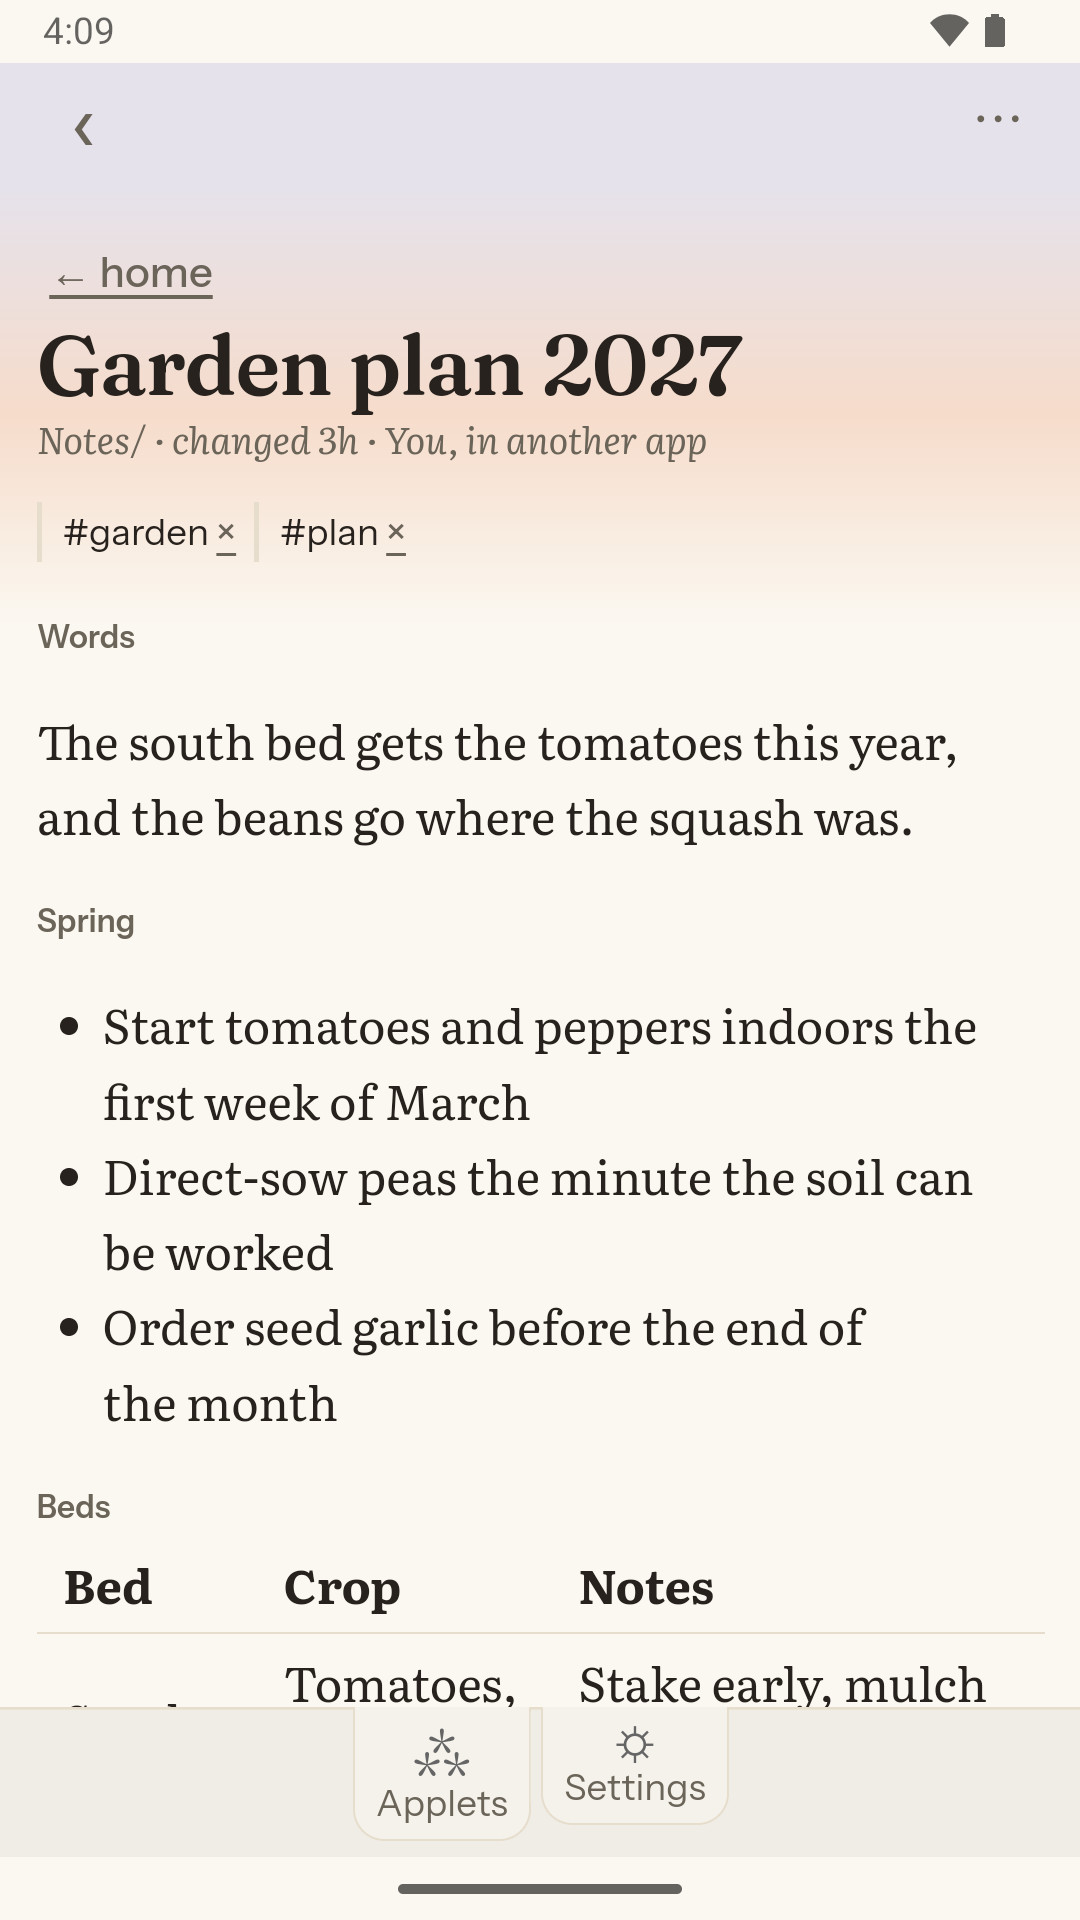 4:09
← home
Garden plan 2027
Notes/ · changed 3h · You, in another app
#garden × #plan ×
Words
The south bed gets the tomatoes this year,
and the beans go where the squash was.
Spring
• Start tomatoes and peppers indoors the
first week of March
• Direct-sow peas the minute the soil can
be worked
• Order seed garlic before the end of
the month
Beds
Bed Crop Notes
Tomatoes, Stake early, mulch
Applets Settings